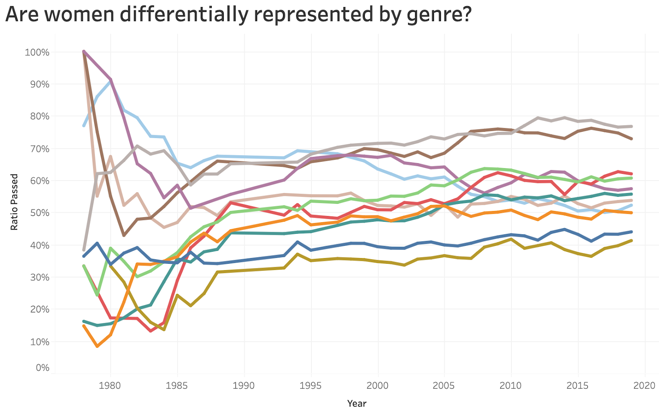 Are women differentially represented by genre?
100%
90%
80%
70%
60%
50%
40%
30%
20%
10%
0%
Ratio Passed
1980 1985 1990 1995 2000 2005 2010 2015 2020
Year